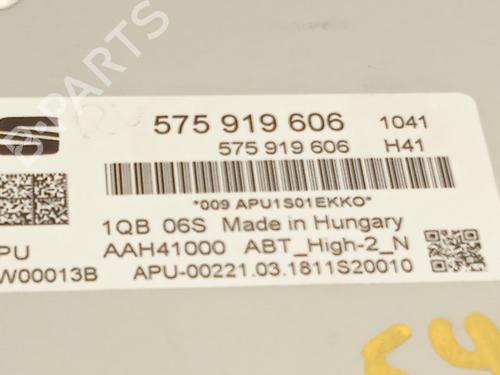 B-PARTS
575 919 606 1041
575 919 606 H41
*009 APU1S01EKKO*
1QB 06S Made in Hungary
PU AAH41000 ABT_High-2_N
W00013B APU-00221.03.1811S20010